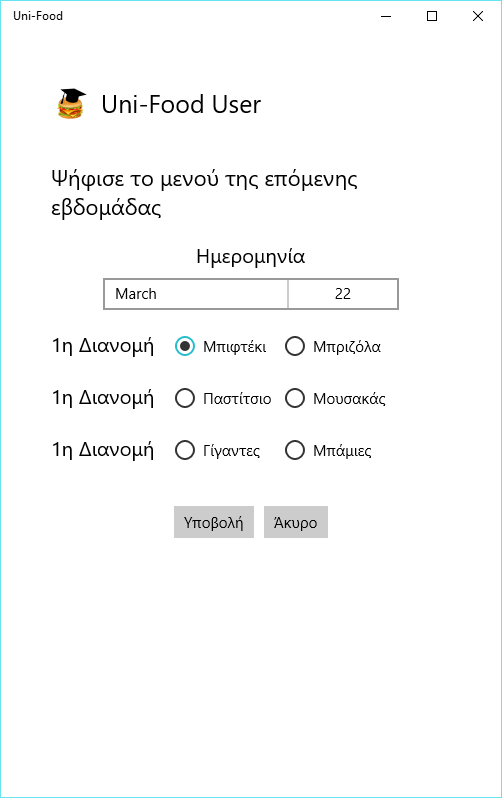 Uni-Food
Uni-Food User
Ψήφισε το μενού της επόμενης
εβδομάδας
Ημερομηνία
March 22
1η Διανομή Μπιφτέκι Μπριζόλα
1η Διανομή Παστίτσιο Μουσακάς
1η Διανομή Γίγαντες Μπάμιες
Υποβολή Άκυρο